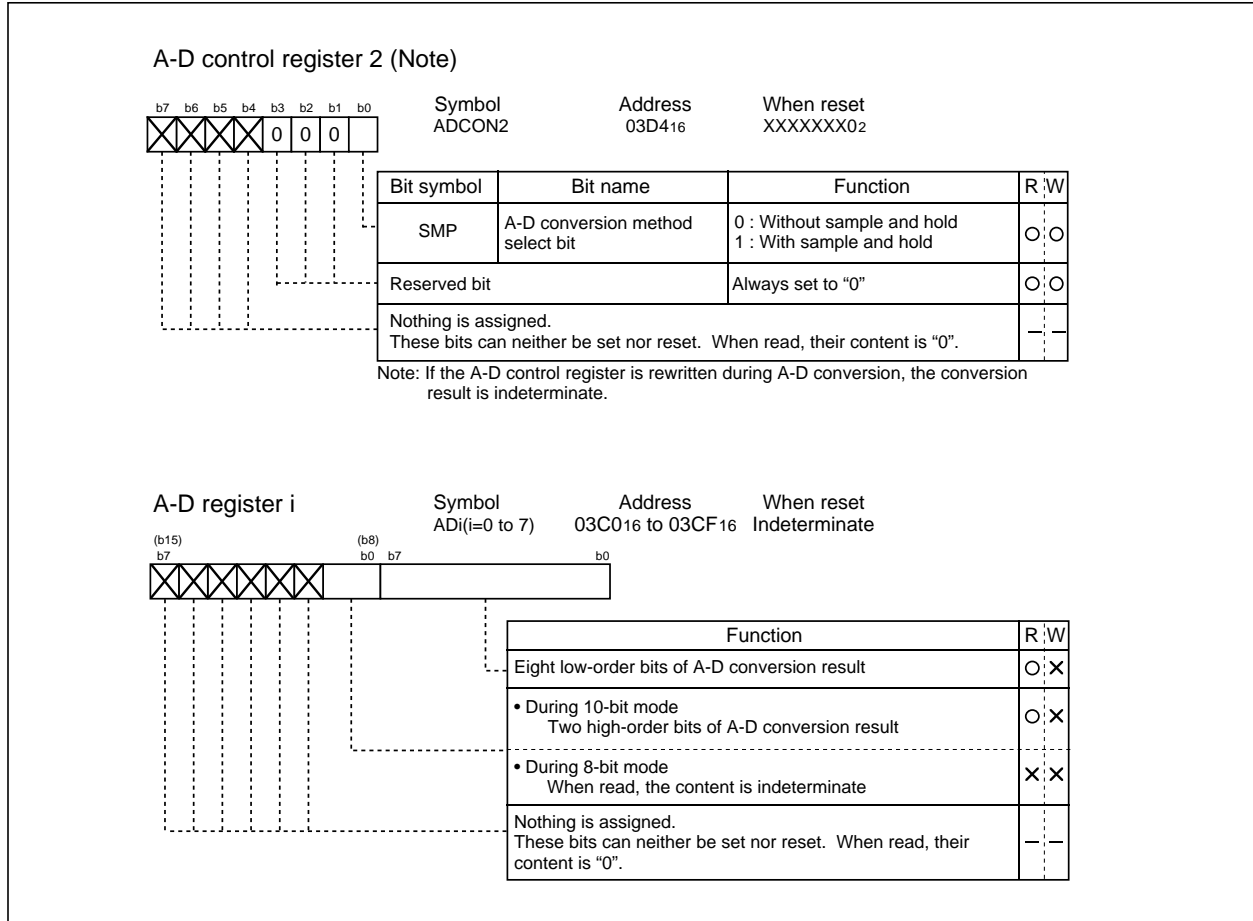 A-D control register 2 (Note)
b7 b6 b5 b4 b3 b2 b1 b0
Symbol Address When reset
ADCON2 03D416 XXXXXXX02
0 0 0
Bit symbol Bit name Function R W
SMP A-D conversion method select bit 0 : Without sample and hold
1 : With sample and hold
Reserved bit Always set to “0”
Nothing is assigned.
These bits can neither be set nor reset. When read, their content is “0”.
Note: If the A-D control register is rewritten during A-D conversion, the conversion
result is indeterminate.
A-D register i
Symbol Address When reset
ADi(i=0 to 7) 03C016 to 03CF16 Indeterminate
(b15) (b8)
b7 b0 b7 b0
Function R W
Eight low-order bits of A-D conversion result
• During 10-bit mode
Two high-order bits of A-D conversion result
• During 8-bit mode
When read, the content is indeterminate
Nothing is assigned.
These bits can neither be set nor reset. When read, their
content is “0”.